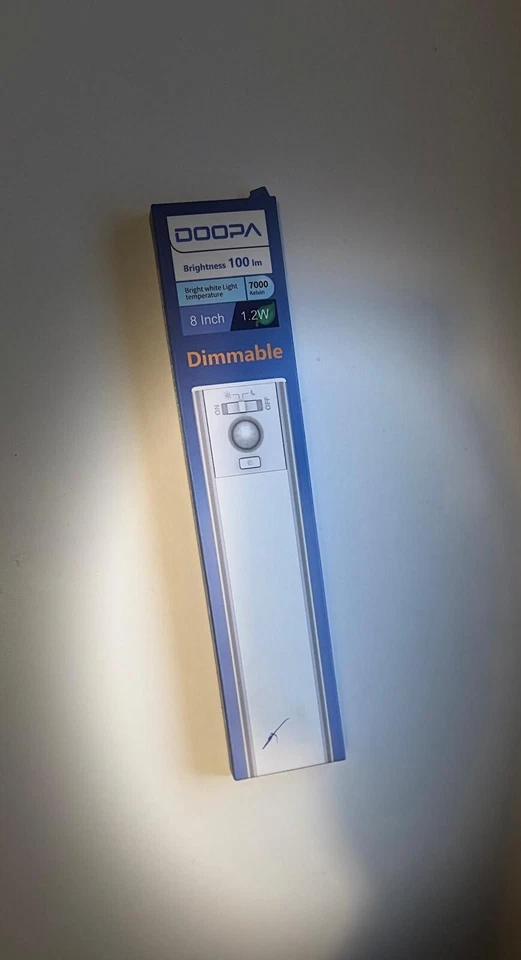 DOOPA
Brightness 100 lm
Bright white Light
temperature
7000
Kelvin
8 Inch
1.2W
Dimmable
ON
OFF